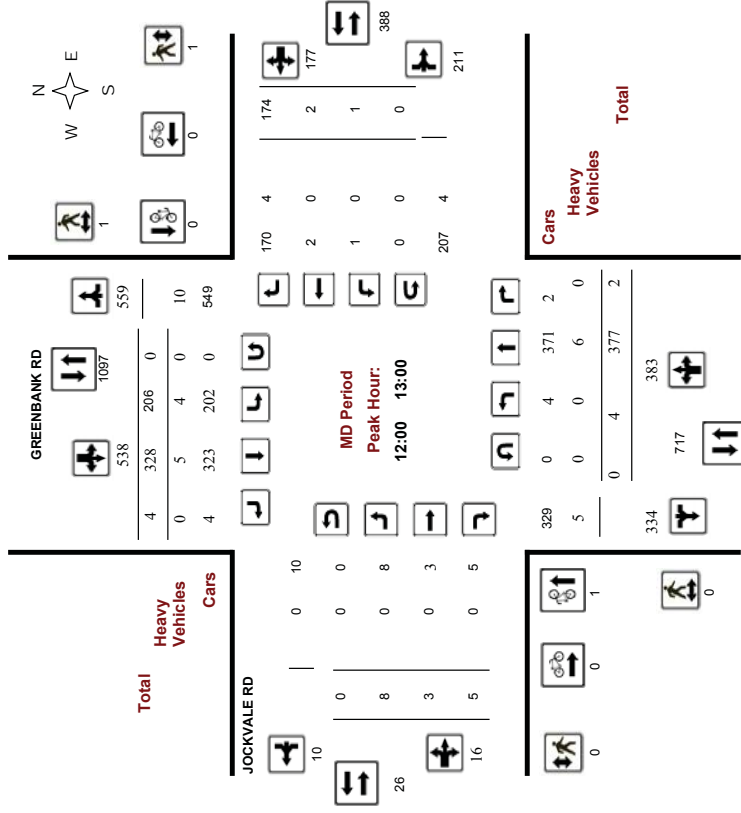 N
W E
S
1
1
0
0
GREENBANK RD
1097
538
559
4 328 206 0
0 5 4 0 10
4 323 202 0 549
Total
Heavy
Vehicles
Cars
388
177
211
170 4 174
2 0 2
1 0 1
0 0 0
207 4
MD Period
Peak Hour:
12:00 13:00
JOCKVALE RD
10
26
16
0 10
0 0 0
8 0 8
3 0 3
5 0 5
Cars
Heavy
Vehicles
Total
329 0 4 371 2
5 0 0 6 0
0 4 377 2
334
717
383
0
0
1
0